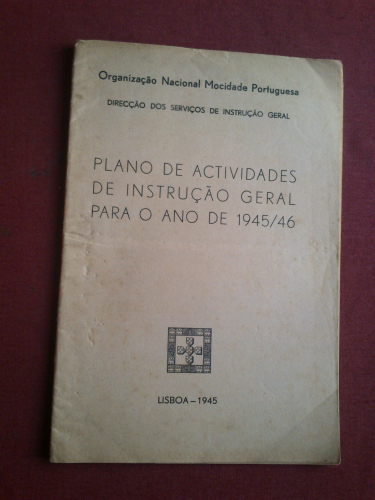 Organização Nacional Mocidade Portuguesa
DIRECÇÃO DOS SERVIÇOS DE INSTRUÇÃO GERAL
PLANO DE ACTIVIDADES
DE INSTRUÇÃO GERAL
PARA O ANO DE 1945/46
LISBOA – 1945